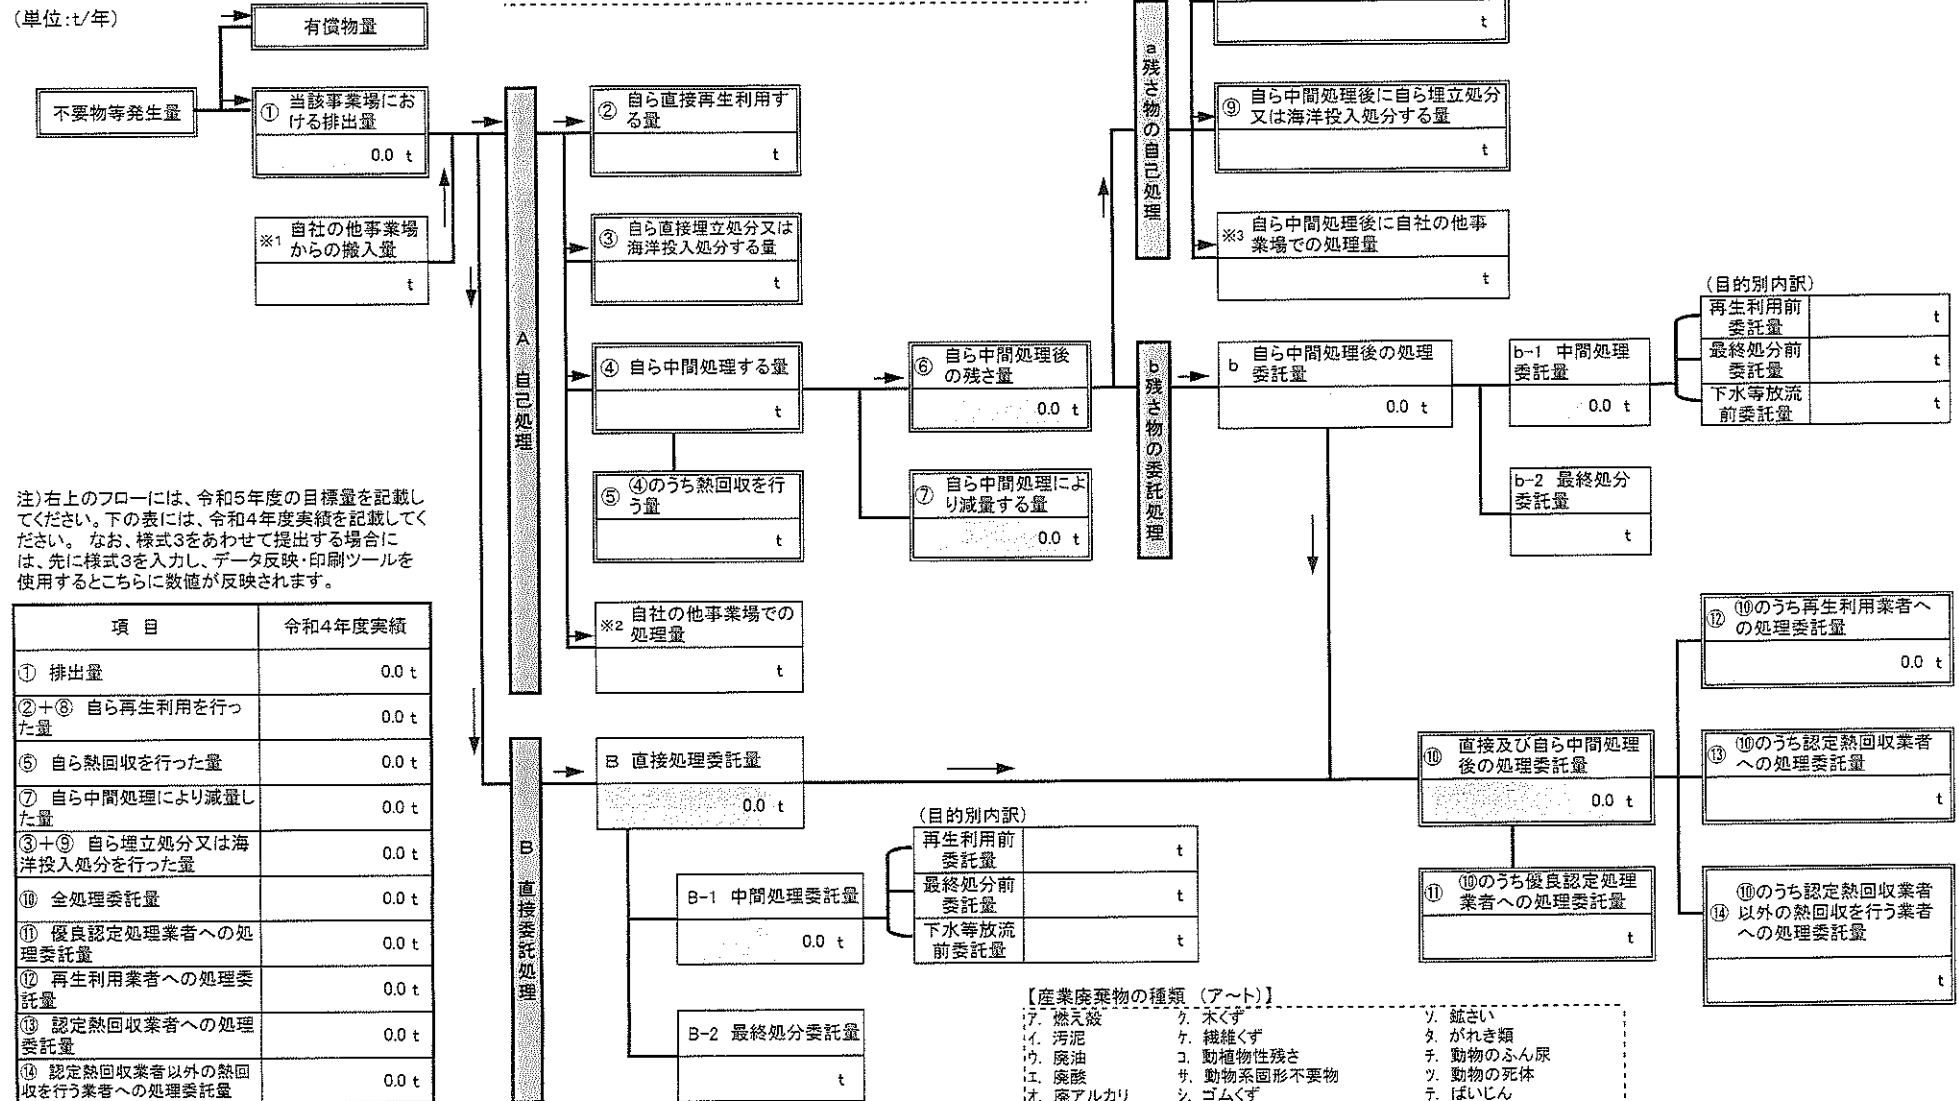 (単位:t/年)
有償物量
不要物等発生量
① 当該事業場にお
ける排出量
0.0 t
※1 自社の他事業場
からの搬入量
t
A 自己処理
② 自ら直接再生利用す
る量
t
③ 自ら直接埋立処分又は
海洋投入処分する量
t
④ 自ら中間処理する量
t
⑤ ④のうち熱回収を行
う量
t
※2 自社の他事業場での
処理量
t
⑥ 自ら中間処理後
の残さ量
0.0 t
⑦ 自ら中間処理によ
り減量する量
0.0 t
a 残さ物の自己処理
t
⑨ 自ら中間処理後に自ら埋立処分
又は海洋投入処分する量
t
※3 自ら中間処理後に自社の他事
業場での処理量
t
b 残さ物の委託処理
b 自ら中間処理後の処理
委託量
0.0 t
b-1 中間処理
委託量
0.0 t
b-2 最終処分
委託量
t
(目的別内訳)
再生利用前
委託量
t
最終処分前
委託量
t
下水等放流
前委託量
t
注)右上のフローには、令和5年度の目標量を記載し
てください。下の表には、令和4年度実績を記載してく
ださい。 なお、様式3をあわせて提出する場合に
は、先に様式3を入力し、データ反映・印刷ツールを
使用するとこちらに数値が反映されます。
項 目 令和4年度実績
① 排出量 0.0 t
②+⑧ 自ら再生利用を行っ
た量 0.0 t
⑤ 自ら熱回収を行った量 0.0 t
⑦ 自ら中間処理により減量し
た量 0.0 t
③+⑨ 自ら埋立処分又は海
洋投入処分を行った量 0.0 t
⑩ 全処理委託量 0.0 t
⑪ 優良認定処理業者への処
理委託量 0.0 t
⑫ 再生利用業者への処理委
託量 0.0 t
⑬ 認定熱回収業者への処理
委託量 0.0 t
⑭ 認定熱回収業者以外の熱回
収を行う業者への処理委託量 0.0 t
B 直接委託処理
B 直接処理委託量
0.0 t
B-1 中間処理委託量
0.0 t
B-2 最終処分委託量
t
(目的別内訳)
再生利用前
委託量
t
最終処分前
委託量
t
下水等放流
前委託量
t
⑩ 直接及び自ら中間処理
後の処理委託量
0.0 t
⑪ ⑩のうち優良認定処理
業者への処理委託量
t
⑫ ⑩のうち再生利用業者へ
の処理委託量
0.0 t
⑬ ⑩のうち認定熱回収業者
への処理委託量
t
⑭ ⑩のうち認定熱回収業者
以外の熱回収を行う業者
への処理委託量
t
【産業廃棄物の種類 (ア~ト)】
ア. 燃え殻 ク. 木くず ソ. 鉱さい
イ. 汚泥 ケ. 繊維くず タ. がれき類
ウ. 廃油 コ. 動植物性残さ チ. 動物のふん尿
エ. 廃酸 サ. 動物系固形不要物 ツ. 動物の死体
オ. 廃アルカリ シ. ゴムくず テ. ばいじん